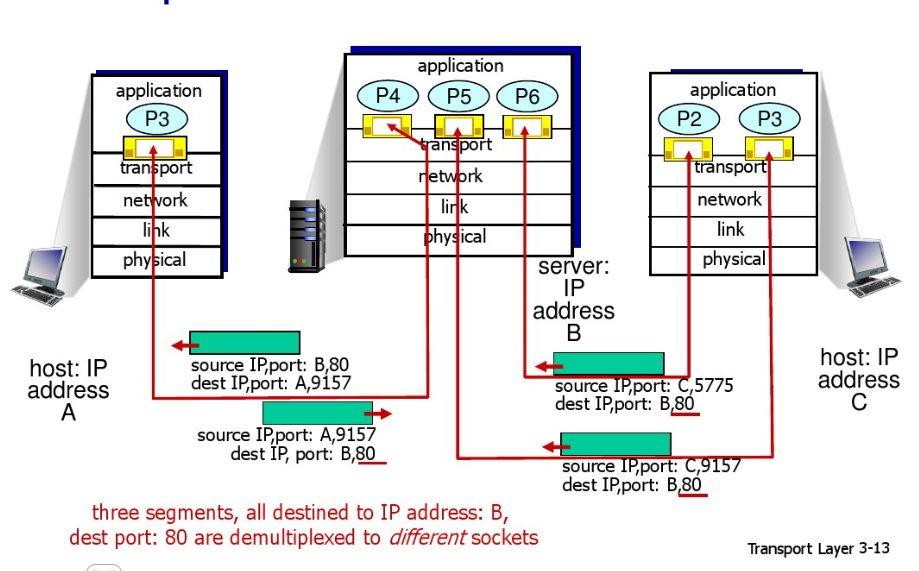 application
P3
transport
network
link
physical
host: IP
address
A
application
P4 P5 P6
transport
network
link
physical
server:
IP
address
B
application
P2 P3
transport
network
link
physical
host: IP
address
C
source IP,port: B,80
dest IP,port: A,9157
source IP,port: A,9157
dest IP, port: B,80
source IP,port: C,5775
dest IP,port: B,80
source IP,port: C,9157
dest IP,port: B,80
three segments, all destined to IP address: B,
dest port: 80 are demultiplexed to different sockets
Transport Layer 3-13